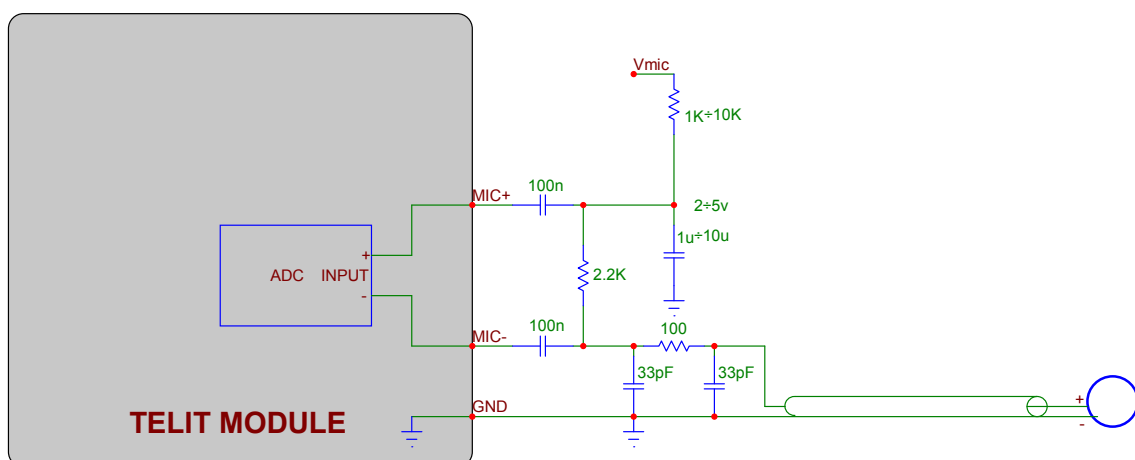 Vmic
1K÷10K
MIC+
100n
2÷5v
1u÷10u
+
ADC INPUT
-
2.2K
MIC-
100n
100
33pF
33pF
GND
TELIT MODULE
+
-